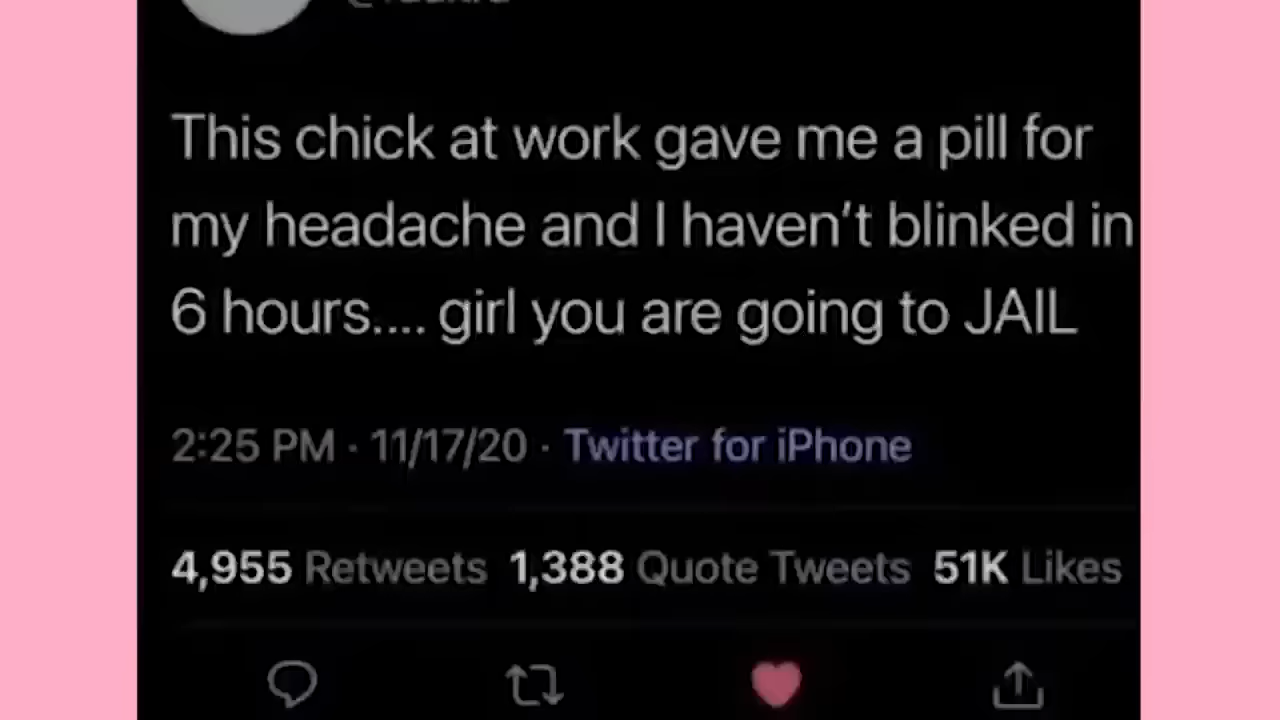 This chick at work gave me a pill for
my headache and I haven't blinked in
6 hours.... girl you are going to JAIL
2:25 PM · 11/17/20 · Twitter for iPhone
4,955 Retweets 1,388 Quote Tweets 51K Likes